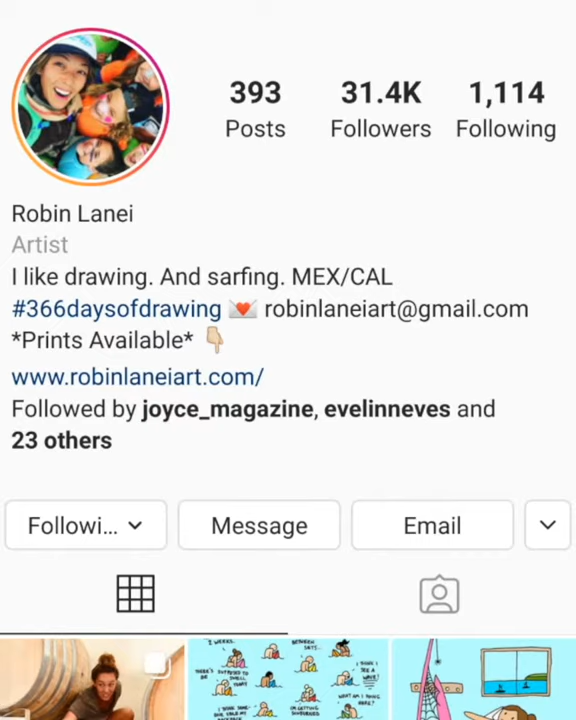 393 31.4K 1,114
Posts Followers Following
Robin Lanei
Artist
I like drawing. And sarfing. MEX/CAL
#366daysofdrawing 💌 robinlaneiart@gmail.com
*Prints Available* 👇🏼
www.robinlaneiart.com/
Followed by joyce_magazine, evelinneves and
23 others
Followi... Message Email